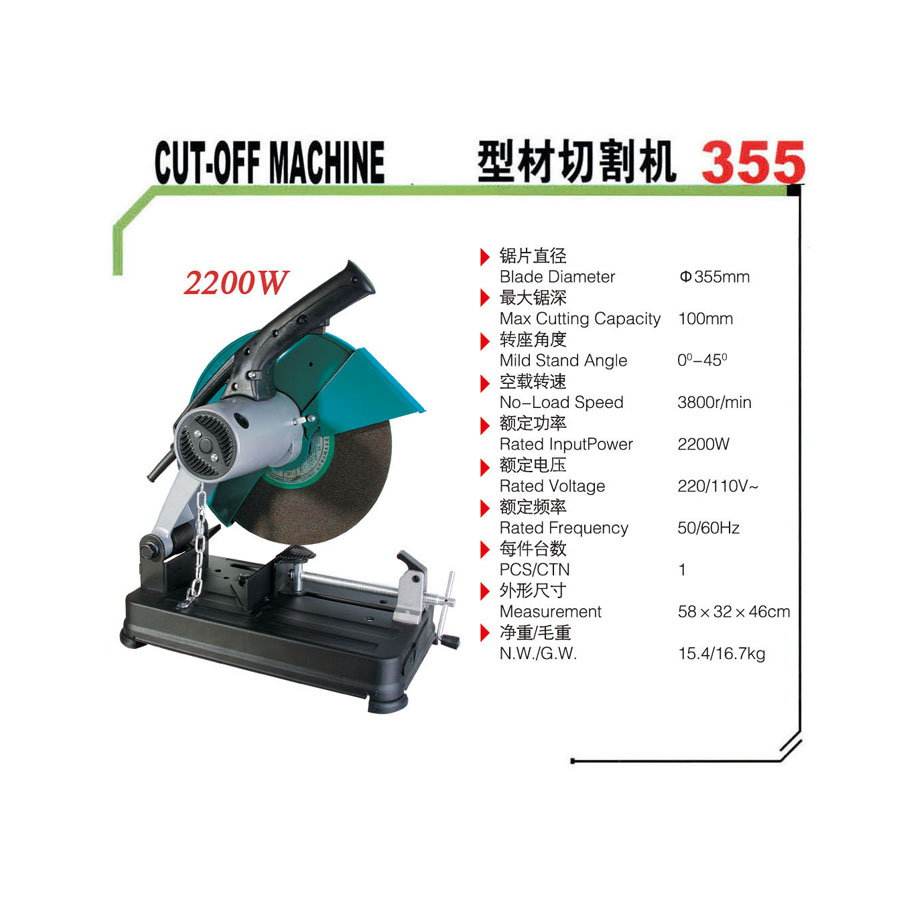 CUT-OFF MACHINE 型材切割机 355
2200W
锯片直径
Blade Diameter Φ355mm
最大锯深
Max Cutting Capacity 100mm
转座角度
Mild Stand Angle 0⁰–45⁰
空载转速
No–Load Speed 3800r/min
额定功率
Rated InputPower 2200W
额定电压
Rated Voltage 220/110V~
额定频率
Rated Frequency 50/60Hz
每件台数
PCS/CTN 1
外形尺寸
Measurement 58×32×46cm
净重/毛重
N.W./G.W. 15.4/16.7kg